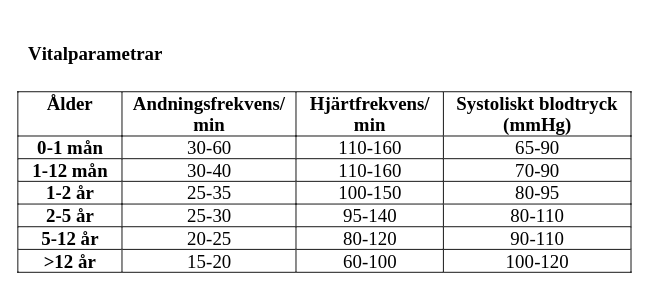 Vitalparametrar
Ålder Andningsfrekvens/ min Hjärtfrekvens/ min Systoliskt blodtryck (mmHg)
0-1 mån 30-60 110-160 65-90
1-12 mån 30-40 110-160 70-90
1-2 år 25-35 100-150 80-95
2-5 år 25-30 95-140 80-110
5-12 år 20-25 80-120 90-110
>12 år 15-20 60-100 100-120